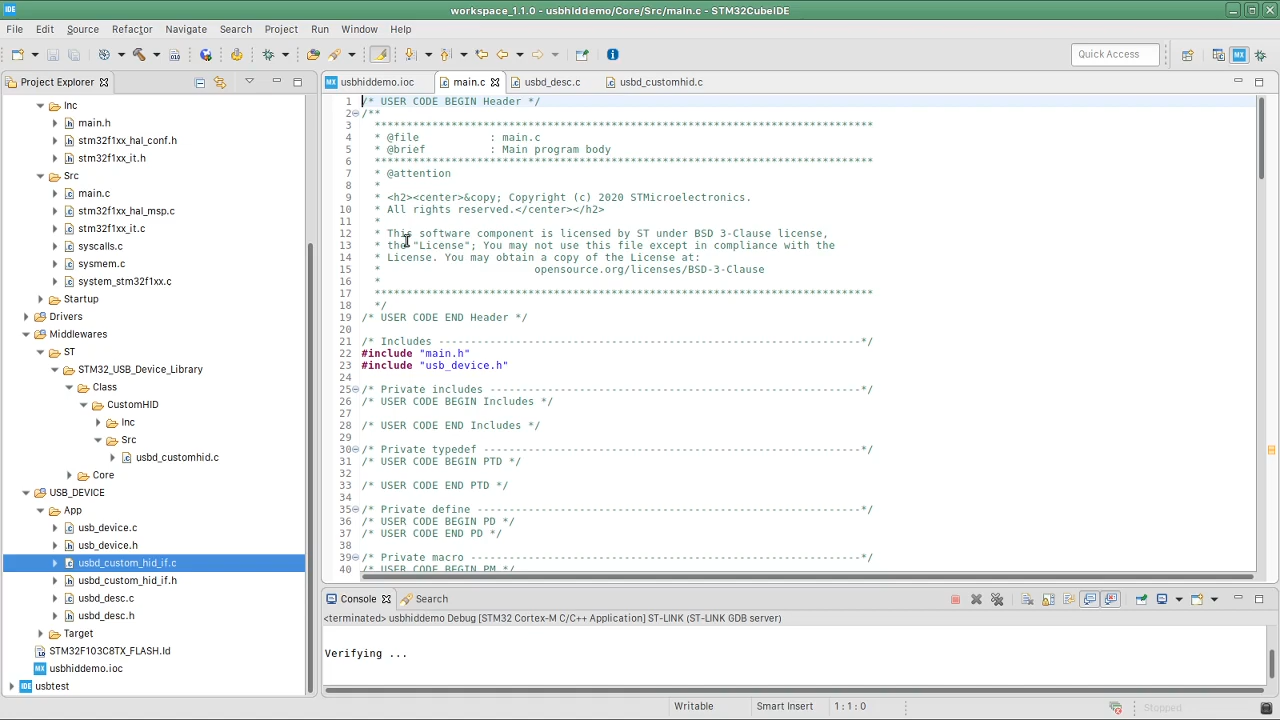 IDE
workspace_1.1.0 - usbhiddemo/Core/Src/main.c - STM32CubeIDE
File Edit Source Refactor Navigate Search Project Run Window Help
Quick Access
Project Explorer
Inc
main.h
stm32f1xx_hal_conf.h
stm32f1xx_it.h
Src
main.c
stm32f1xx_hal_msp.c
stm32f1xx_it.c
syscalls.c
sysmem.c
system_stm32f1xx.c
Startup
Drivers
Middlewares
ST
STM32_USB_Device_Library
Class
CustomHID
Inc
Src
usbd_customhid.c
Core
USB_DEVICE
App
usb_device.c
usb_device.h
usbd_custom_hid_if.c
usbd_custom_hid_if.h
usbd_desc.c
usbd_desc.h
Target
STM32F103C8TX_FLASH.ld
usbhiddemo.ioc
usbtest
MX usbhiddemo.ioc main.c usbd_desc.c usbd_customhid.c
1 /* USER CODE BEGIN Header */
2 /**
3 ******************************************************************************
4 * @file : main.c
5 * @brief : Main program body
6 ******************************************************************************
7 * @attention
8 *
9 * <h2><center>&copy; Copyright (c) 2020 STMicroelectronics.
10 * All rights reserved.</center></h2>
11 *
12 * This software component is licensed by ST under BSD 3-Clause license,
13 * the "License"; You may not use this file except in compliance with the
14 * License. You may obtain a copy of the License at:
15 * opensource.org/licenses/BSD-3-Clause
16 *
17 ******************************************************************************
18 */
19 /* USER CODE END Header */
20
21 /* Includes ------------------------------------------------------------------*/
22 #include "main.h"
23 #include "usb_device.h"
24
25 /* Private includes ----------------------------------------------------------*/
26 /* USER CODE BEGIN Includes */
27
28 /* USER CODE END Includes */
29
30 /* Private typedef -----------------------------------------------------------*/
31 /* USER CODE BEGIN PTD */
32
33 /* USER CODE END PTD */
34
35 /* Private define ------------------------------------------------------------*/
36 /* USER CODE BEGIN PD */
37 /* USER CODE END PD */
38
39 /* Private macro -------------------------------------------------------------*/
40 /* USER CODE BEGIN PM */
Console Search
<terminated> usbhiddemo Debug [STM32 Cortex-M C/C++ Application] ST-LINK (ST-LINK GDB server)
Verifying ...
Writable Smart Insert 1 : 1 : 0 Stopped